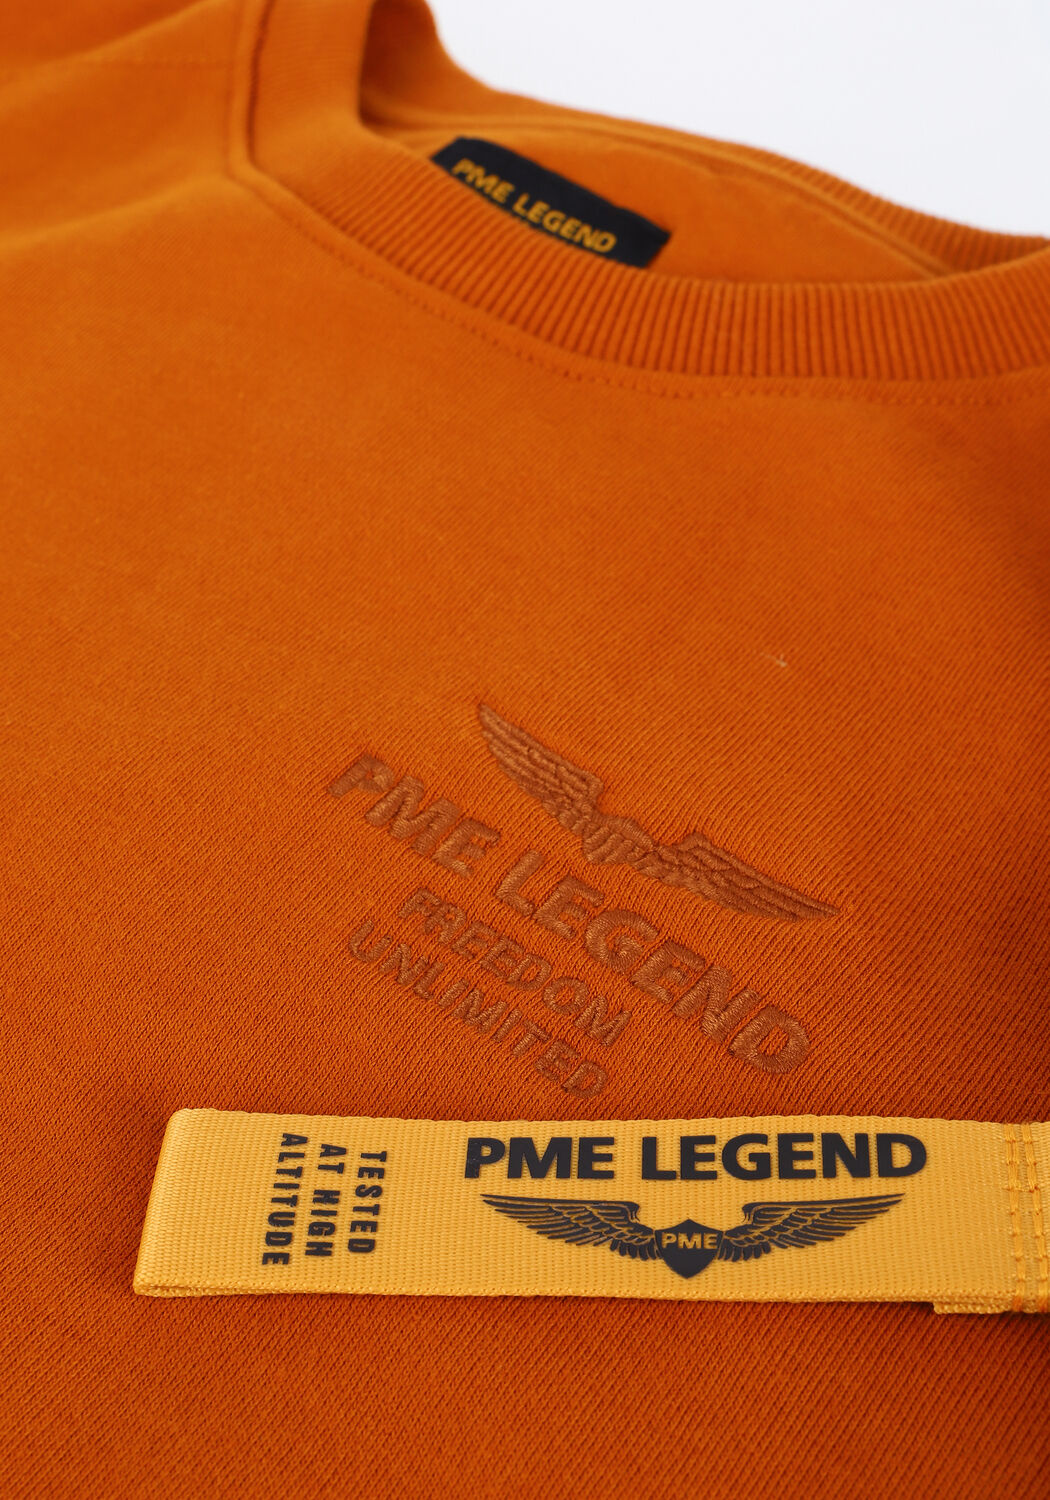 PME LEGEND
PME LEGEND
FREEDOM
UNLIMITED
TESTED
AT HIGH
ALTITUDE
PME LEGEND
PME